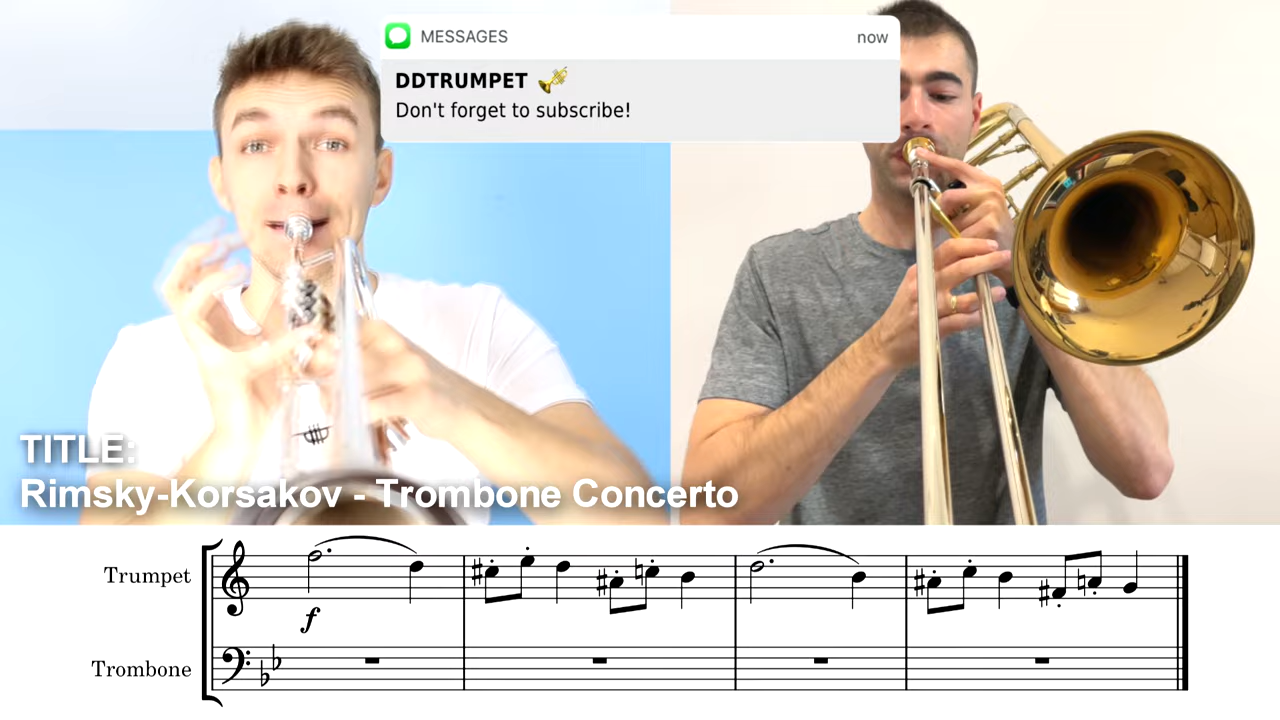 MESSAGES now
DDTRUMPET 🎺
Don't forget to subscribe!
TITLE:
Rimsky-Korsakov - Trombone Concerto
Trumpet
f
Trombone